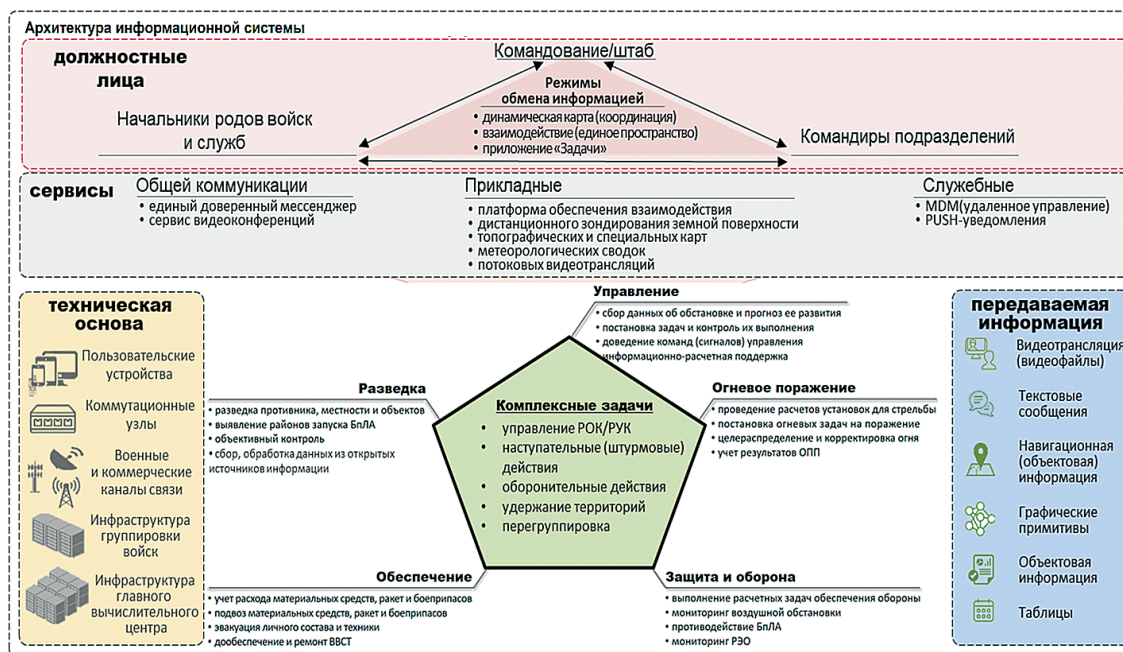 Архитектура информационной системы
должностные
лица
Командование/штаб
Режимы
обмена информацией
• динамическая карта (координация)
• взаимодействие (единое пространство)
• приложение «Задачи»
Начальники родов войск
и служб
Командиры подразделений
сервисы
Общей коммуникации
• единый доверенный мессенджер
• сервис видеоконференций
Прикладные
• платформа обеспечения взаимодействия
• дистанционного зондирования земной поверхности
• топографических и специальных карт
• метеорологических сводок
• потоковых видеотрансляций
Служебные
• MDM(удаленное управление)
• PUSH-уведомления
техническая
основа
Пользовательские
устройства
Коммутационные
узлы
Военные
и коммерческие
каналы связи
Инфраструктура
группировки
войск
Инфраструктура
главного
вычислительного
центра
Управление
• сбор данных об обстановке и прогноз ее развития
• постановка задач и контроль их выполнения
• доведение команд (сигналов) управления
информационно-расчетная поддержка
Разведка
• разведка противника, местности и объектов
• выявление районов запуска БпЛА
• объективный контроль
• сбор, обработка данных из открытых
источников информации
Комплексные задачи
• управление РОК/РУК
• наступательные (штурмовые)
действия
• оборонительные действия
• удержание территорий
• перегруппировка
Огневое поражение
• проведение расчетов установок для стрельбы
• постановка огневых задач на поражение
• целераспределение и корректировка огня
• учет результатов ОПП
Обеспечение
• учет расхода материальных средств, ракет и боеприпасов
• подвоз материальных средств, ракет и боеприпасов
• эвакуация личного состава и техники
• дообеспечение и ремонт ВВСТ
Защита и оборона
• выполнение расчетных задач обеспечения обороны
• мониторинг воздушной обстановки
• противодействие БпЛА
• мониторинг РЭО
передаваемая
информация
Видеотрансляция
(видеофайлы)
Текстовые
сообщения
Навигационная
(объектовая)
информация
Графические
примитивы
Объектовая
информация
Таблицы